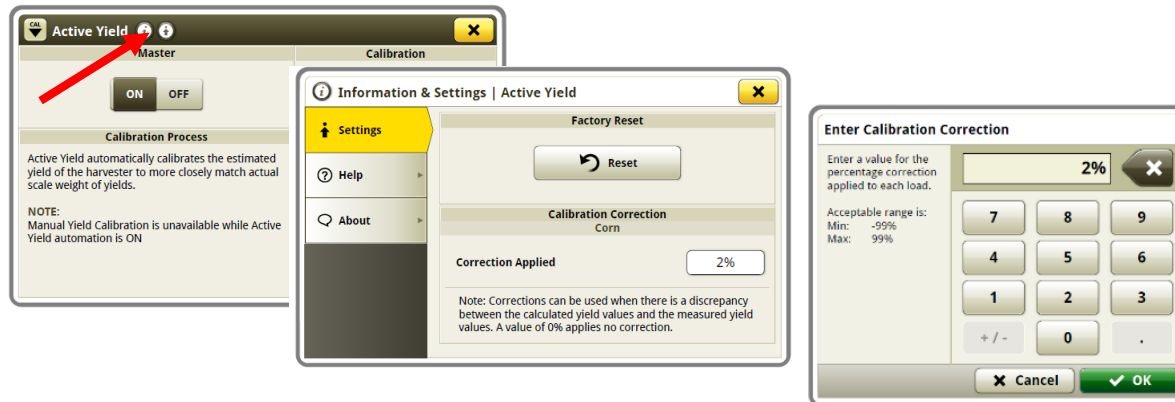 CAL
Active Yield
Master
Calibration
ON OFF
Calibration Process
Active Yield automatically calibrates the estimated
yield of the harvester to more closely match actual
scale weight of yields.
NOTE:
Manual Yield Calibration is unavailable while Active
Yield automation is ON
Information & Settings | Active Yield
Settings
Help
About
Factory Reset
Reset
Calibration Correction
Corn
Correction Applied 2%
Note: Corrections can be used when there is a discrepancy
between the calculated yield values and the measured yield
values. A value of 0% applies no correction.
Enter Calibration Correction
Enter a value for the
percentage correction
applied to each load.
Acceptable range is:
Min: -99%
Max: 99%
2%
7 8 9
4 5 6
1 2 3
+ / - 0 .
Cancel OK